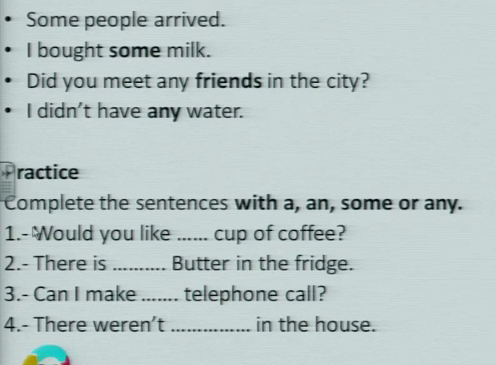 • Some people arrived.
• I bought some milk.
• Did you meet any friends in the city?
• I didn't have any water.
Practice
Complete the sentences with a, an, some or any.
1.- Would you like ...... cup of coffee?
2.- There is .......... Butter in the fridge.
3.- Can I make ....... telephone call?
4.- There weren't ............... in the house.